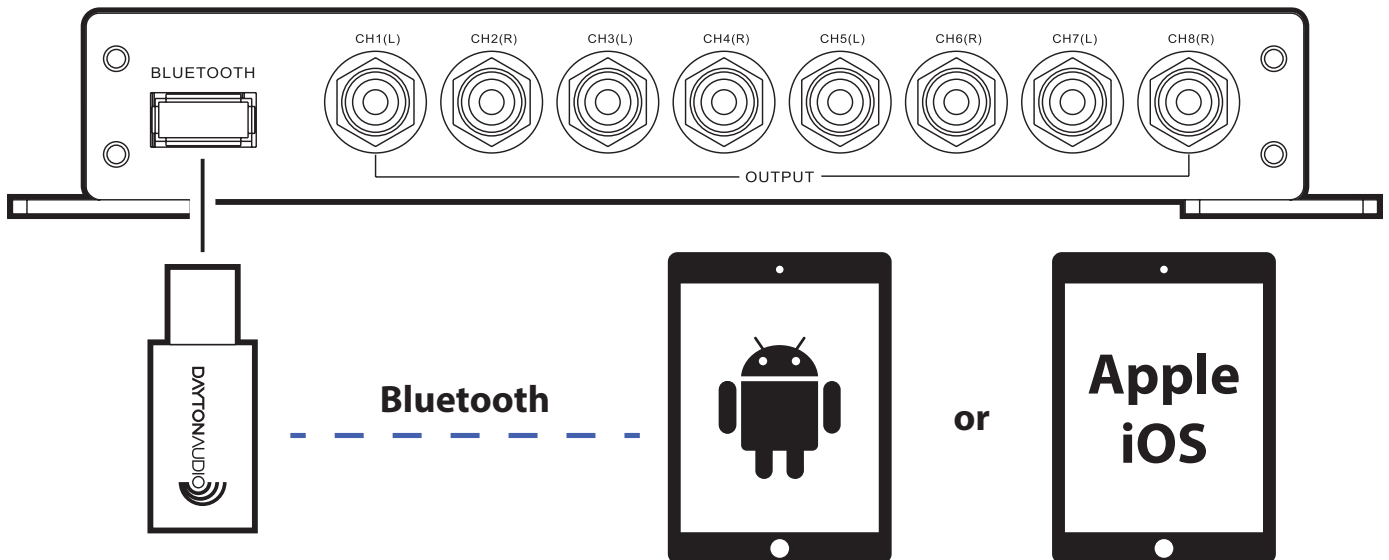 BLUETOOTH
CH1(L) CH2(R) CH3(L) CH4(R) CH5(L) CH6(R) CH7(L) CH8(R)
OUTPUT
DAYTONAUDIO
Bluetooth
or
Apple
iOS